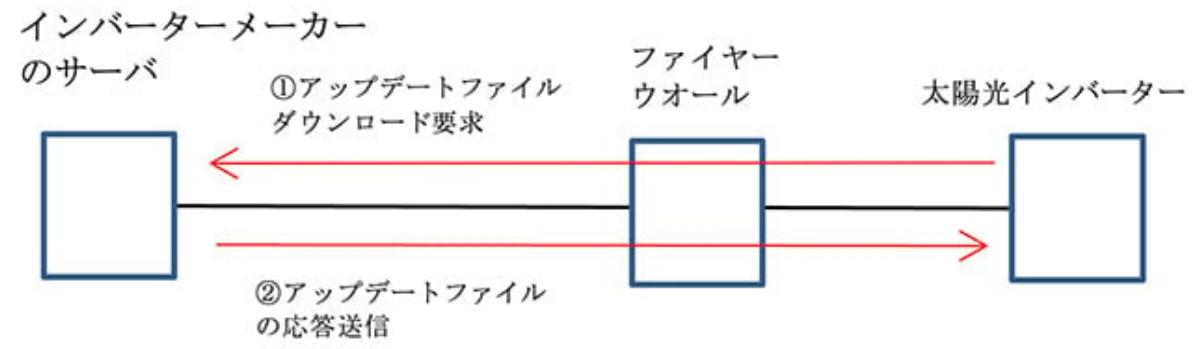 インバーターメーカー
のサーバ
①アップデートファイル
ダウンロード要求
ファイヤー
ウオール
太陽光インバーター
②アップデートファイル
の応答送信